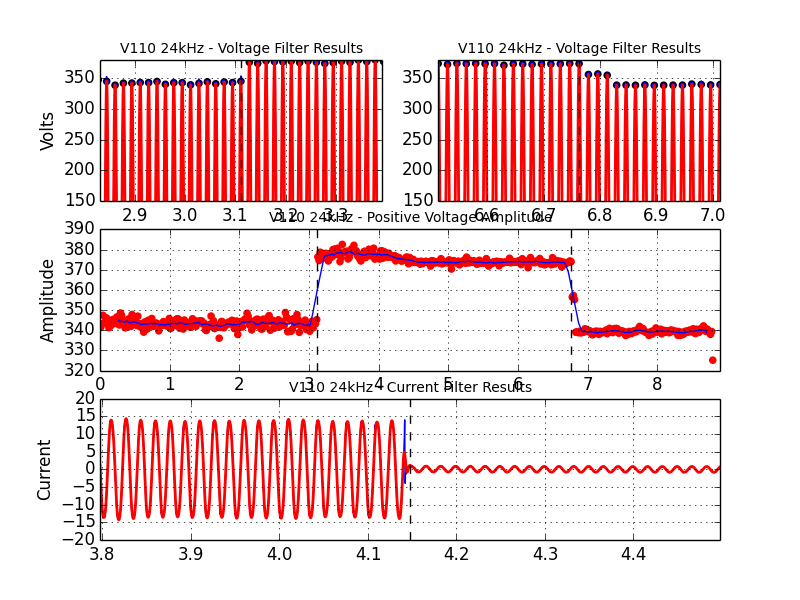 V110 24kHz - Voltage Filter Results
V110 24kHz - Voltage Filter Results
Volts
350
300
250
200
150
2.9 3.0 3.1 3.2 3.3
350
300
250
200
150
6.6 6.7 6.8 6.9 7.0
V110 24kHz - Positive Voltage Amplitude
Amplitude
390
380
370
360
350
340
330
320
0 1 2 3 4 5 6 7 8
V110 24kHz - Current Filter Results
Current
20
15
10
5
0
−5
−10
−15
−20
3.8 3.9 4.0 4.1 4.2 4.3 4.4